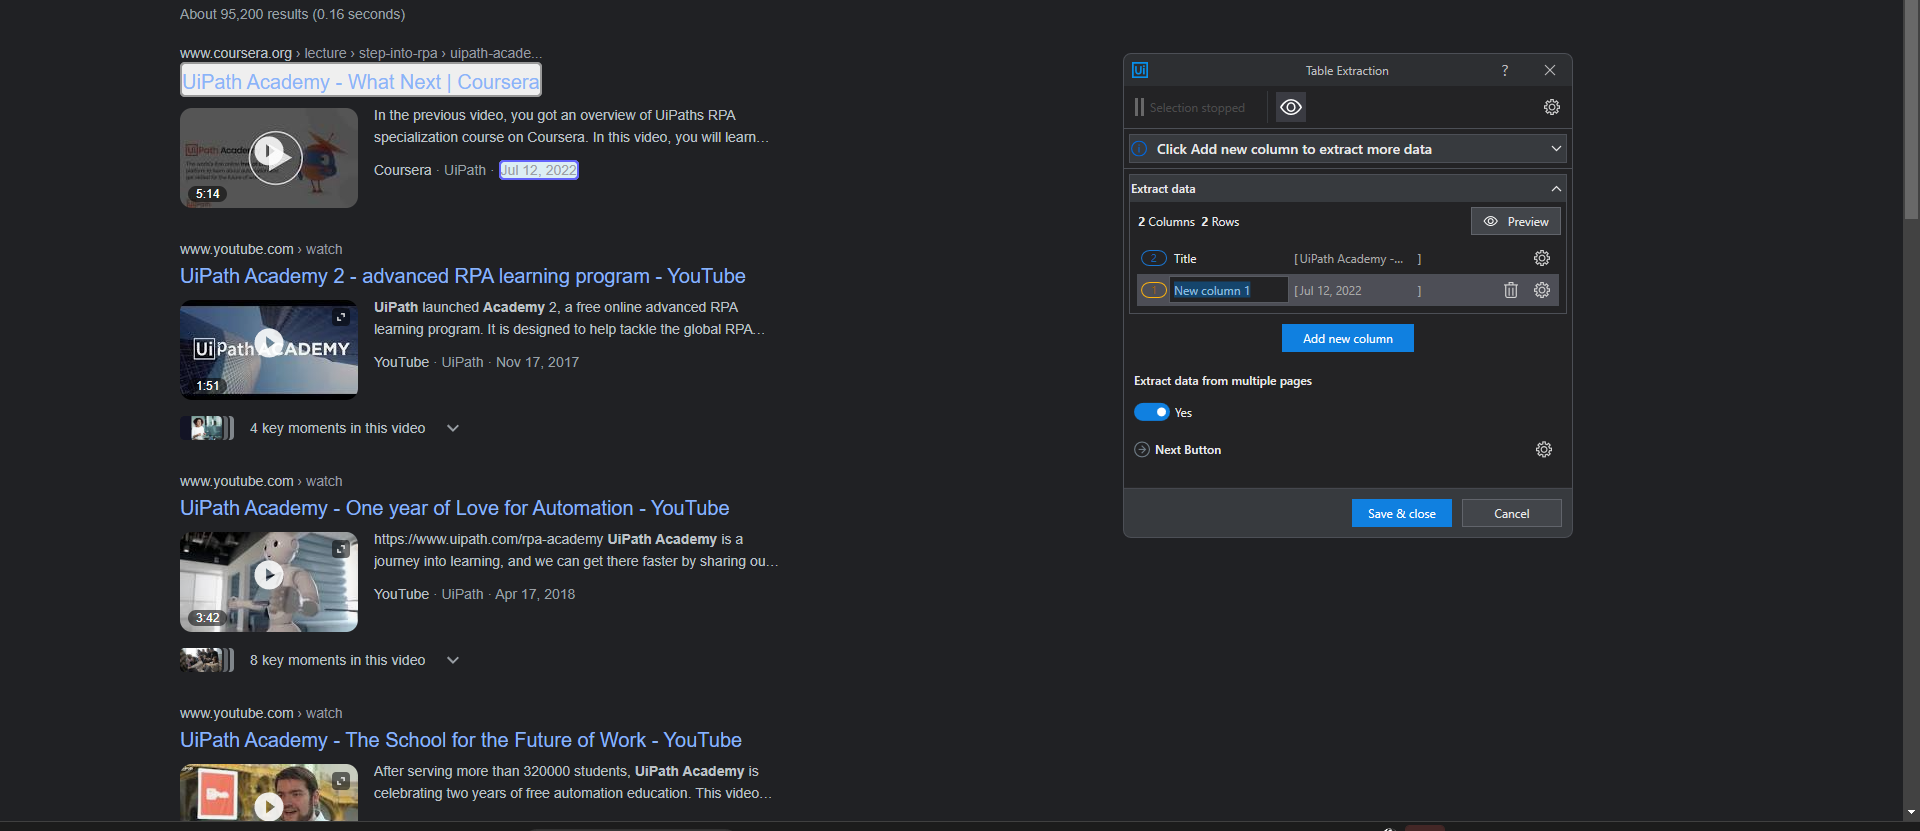 About 95,200 results (0.16 seconds)
www.coursera.org › lecture › step-into-rpa › uipath-acade...
UiPath Academy - What Next | Coursera
5:14
In the previous video, you got an overview of UiPaths RPA
specialization course on Coursera. In this video, you will learn...
Coursera · UiPath · Jul 12, 2022
www.youtube.com › watch
UiPath Academy 2 - advanced RPA learning program - YouTube
UiPath ACADEMY
1:51
UiPath launched Academy 2, a free online advanced RPA
learning program. It is designed to help tackle the global RPA...
YouTube · UiPath · Nov 17, 2017
4 key moments in this video
www.youtube.com › watch
UiPath Academy - One year of Love for Automation - YouTube
3:42
https://www.uipath.com/rpa-academy UiPath Academy is a
journey into learning, and we can get there faster by sharing ou...
YouTube · UiPath · Apr 17, 2018
8 key moments in this video
www.youtube.com › watch
UiPath Academy - The School for the Future of Work - YouTube
After serving more than 320000 students, UiPath Academy is
celebrating two years of free automation education. This video...
Ui Table Extraction ?
Selection stopped
Click Add new column to extract more data
Extract data
2 Columns 2 Rows Preview
2 Title [ UiPath Academy -... ]
1 New column 1 [ Jul 12, 2022 ]
Add new column
Extract data from multiple pages
Yes
Next Button
Save & close Cancel